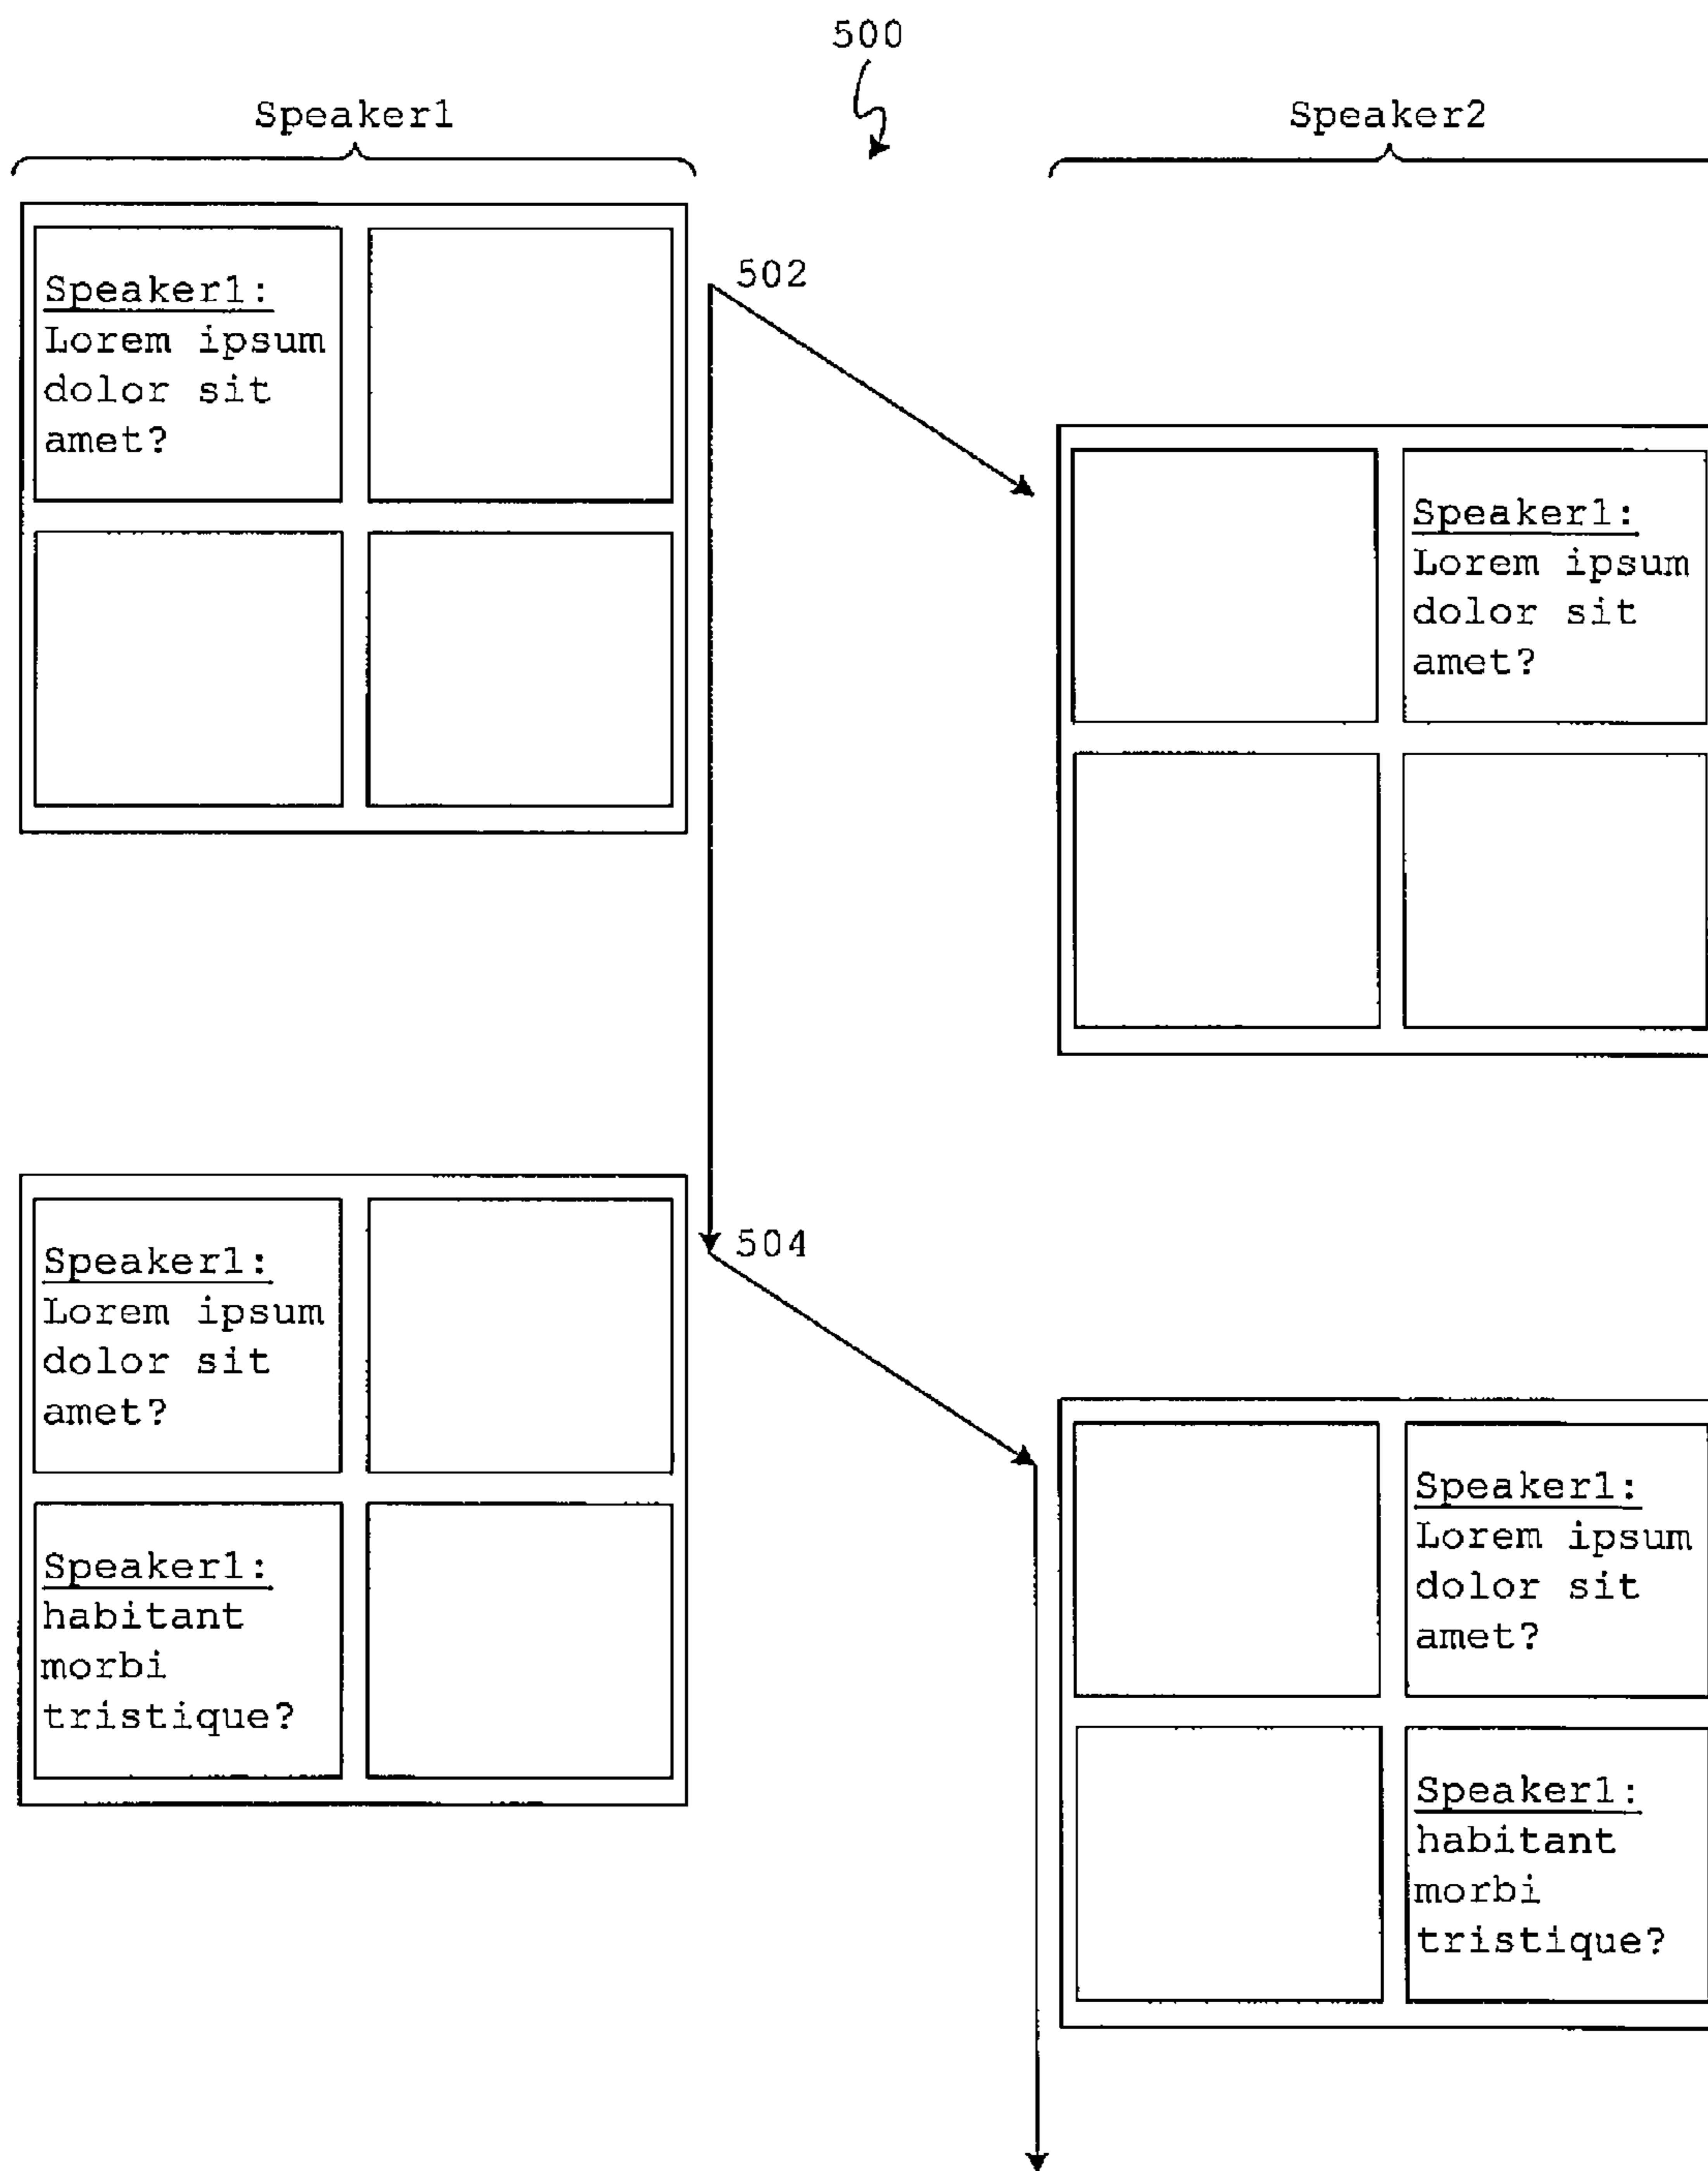 500
Speaker1
Speaker2
Speaker1:
Lorem ipsum
dolor sit
amet?
502
Speaker1:
Lorem ipsum
dolor sit
amet?
Speaker1:
Lorem ipsum
dolor sit
amet?
504
Speaker1:
habitant
morbi
tristique?
Speaker1:
Lorem ipsum
dolor sit
amet?
Speaker1:
habitant
morbi
tristique?